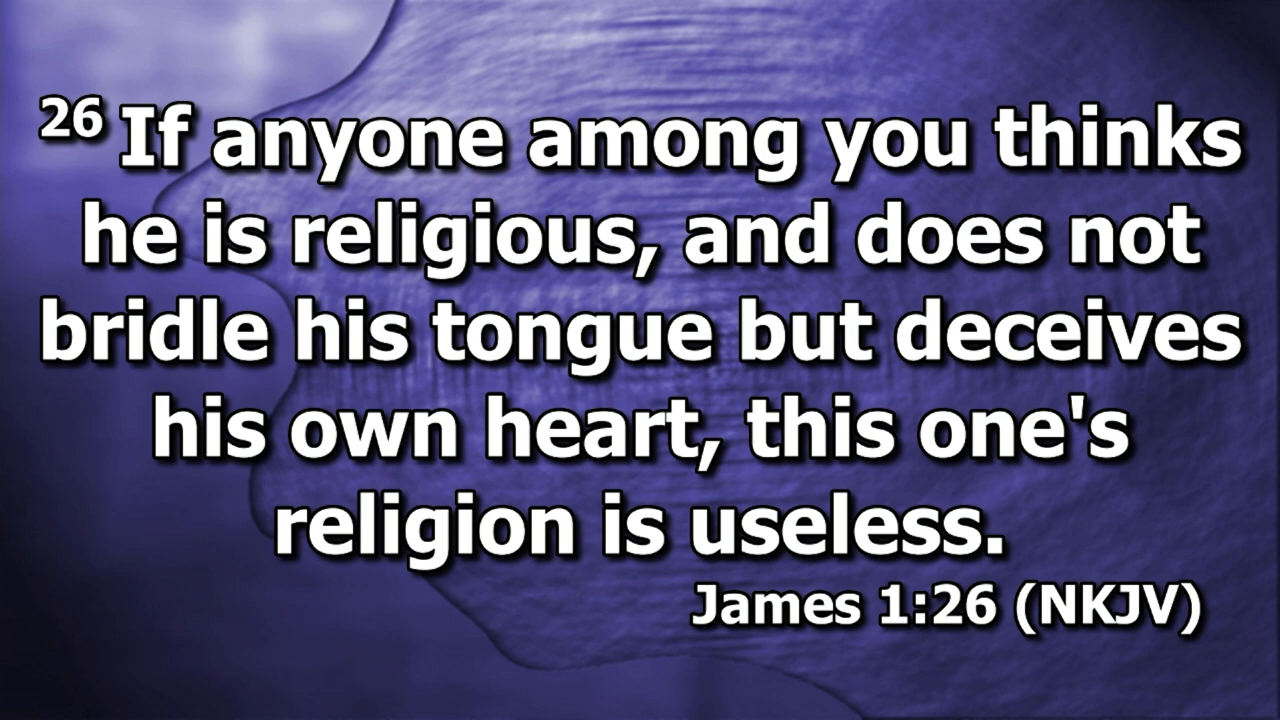 26 If anyone among you thinks
he is religious, and does not
bridle his tongue but deceives
his own heart, this one's
religion is useless.
James 1:26 (NKJV)